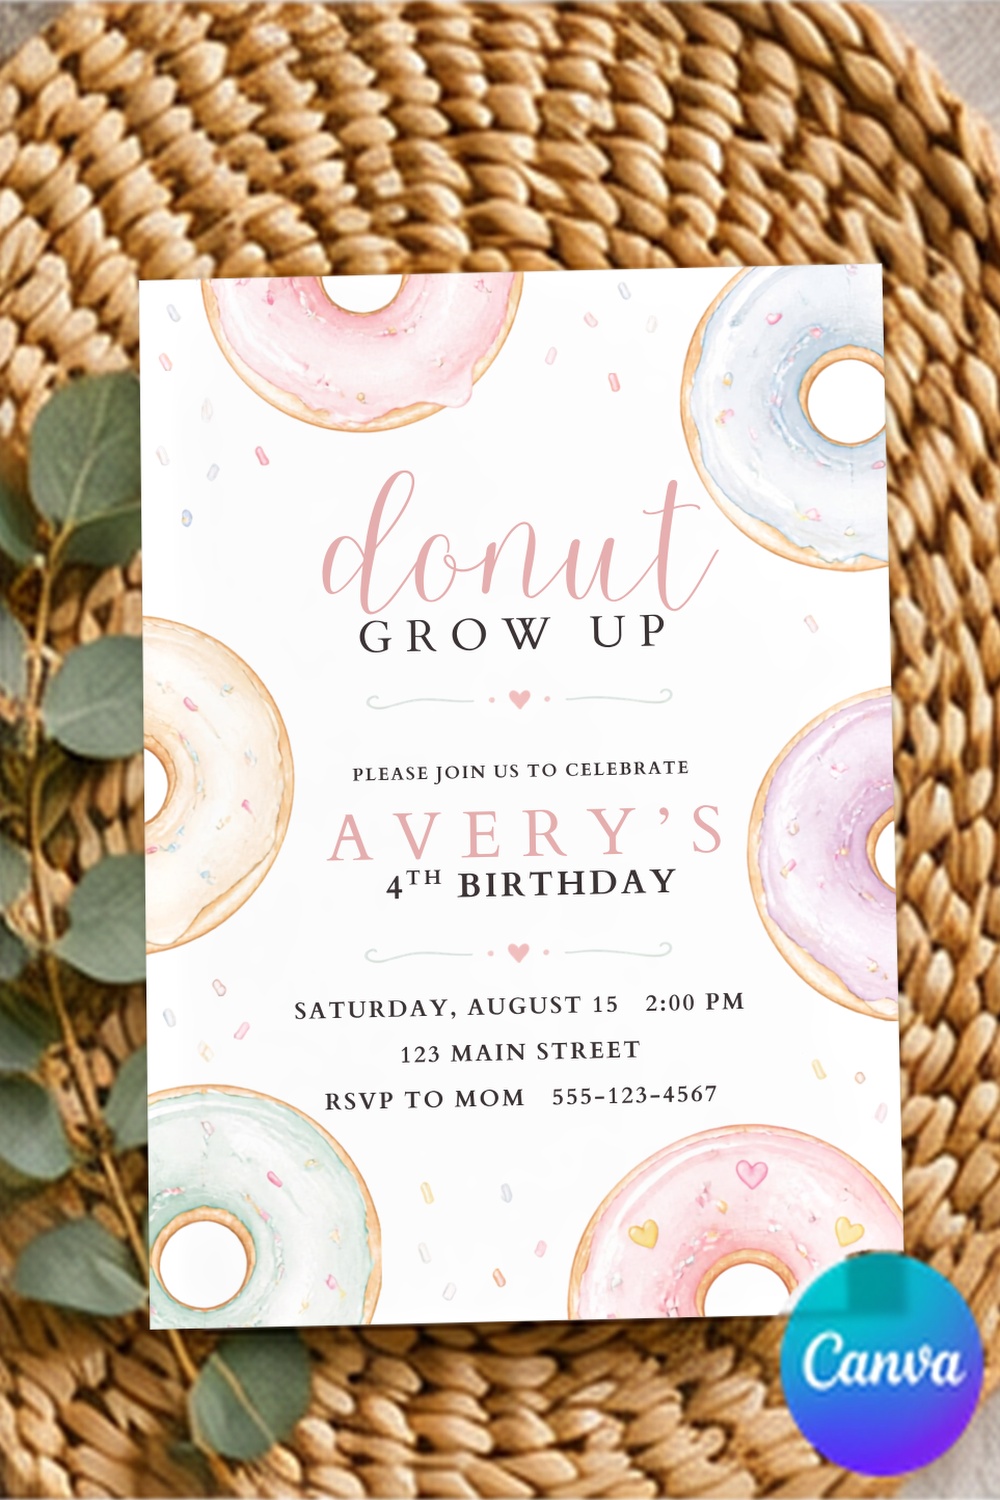 donut
GROW UP
PLEASE JOIN US TO CELEBRATE
AVERY'S
4TH BIRTHDAY
SATURDAY, AUGUST 15 2:00 PM
123 MAIN STREET
RSVP TO MOM 555-123-4567
Canva